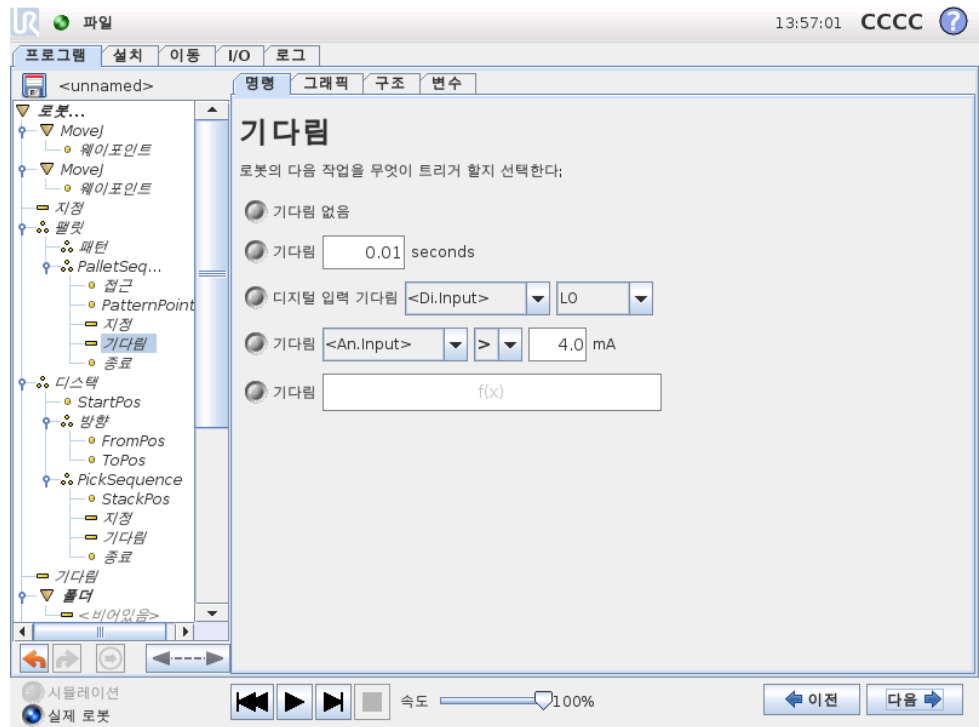 UR 파일 13:57:01 CCCC ?
프로그램 설치 이동 I/O 로그
<unnamed>
명령 그래픽 구조 변수
로봇...
MoveJ
웨이포인트
MoveJ
웨이포인트
지정
팰릿
패턴
PalletSeq...
접근
PatternPoint
지정
기다림
종료
디스택
StartPos
방향
FromPos
ToPos
PickSequence
StackPos
지정
기다림
종료
기다림
폴더
<비어있음>
기다림
로봇의 다음 작업을 무엇이 트리거 할지 선택한다;
기다림 없음
기다림 0.01 seconds
디지털 입력 기다림 <Di.Input> LO
기다림 <An.Input> > 4.0 mA
기다림 f(x)
시뮬레이션
실제 로봇
속도 100%
이전 다음